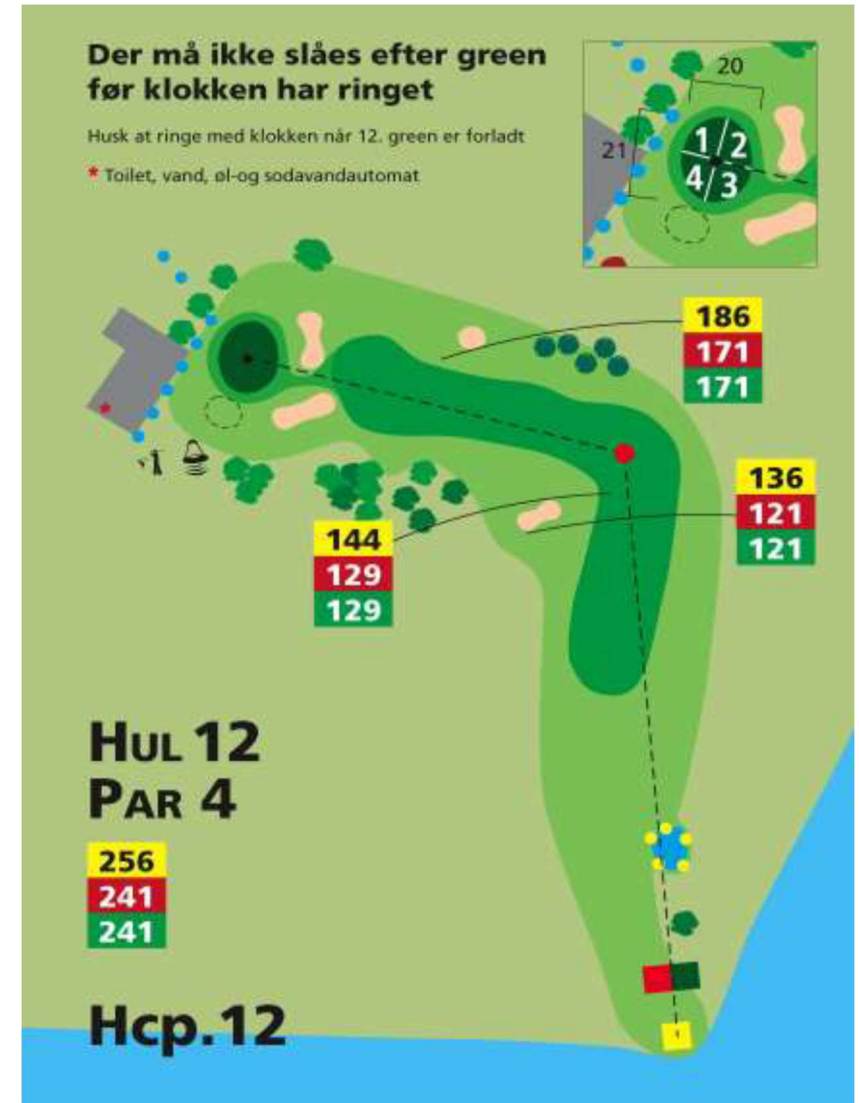 Der må ikke slåes efter green
før klokken har ringet
Husk at ringe med klokken når 12. green er forladt
* Toilet, vand, øl-og sodavandautomat
20
21
1 2
4 3
186
171
171
136
121
121
144
129
129
HUL 12
PAR 4
256
241
241
Hcp.12